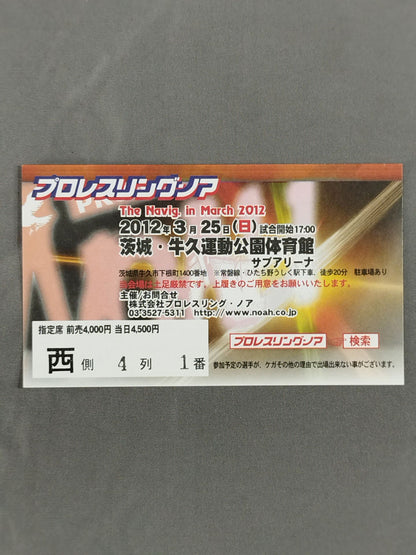 プロレスリング・ノア
The Navig. in March 2012
2012年3月25日(日)試合開始17:00
茨城・牛久運動公園体育館
サブアリーナ
茨城県牛久市下根町1400番地 ※常磐線・ひたち野うしく駅下車、徒歩20分 駐車場あり
当会場は土足厳禁です。上履きのご用意をお願いいたします。
主催/お問合せ
株式会社プロレスリング・ノア
03-3527-5311 http://www.noah.co.jp
指定席 前売4,000円 当日4,500円
西側 4列 1番
プロレスリング・ノア 検索
参加予定の選手が、ケガその他の理由で出場出来ない事がございます。